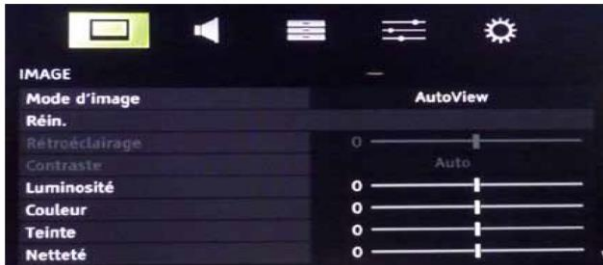 IMAGE
Mode d'image AutoView
Réin.
Rétroéclairage 0
Contraste Auto
Luminosité 0
Couleur 0
Teinte 0
Netteté 0